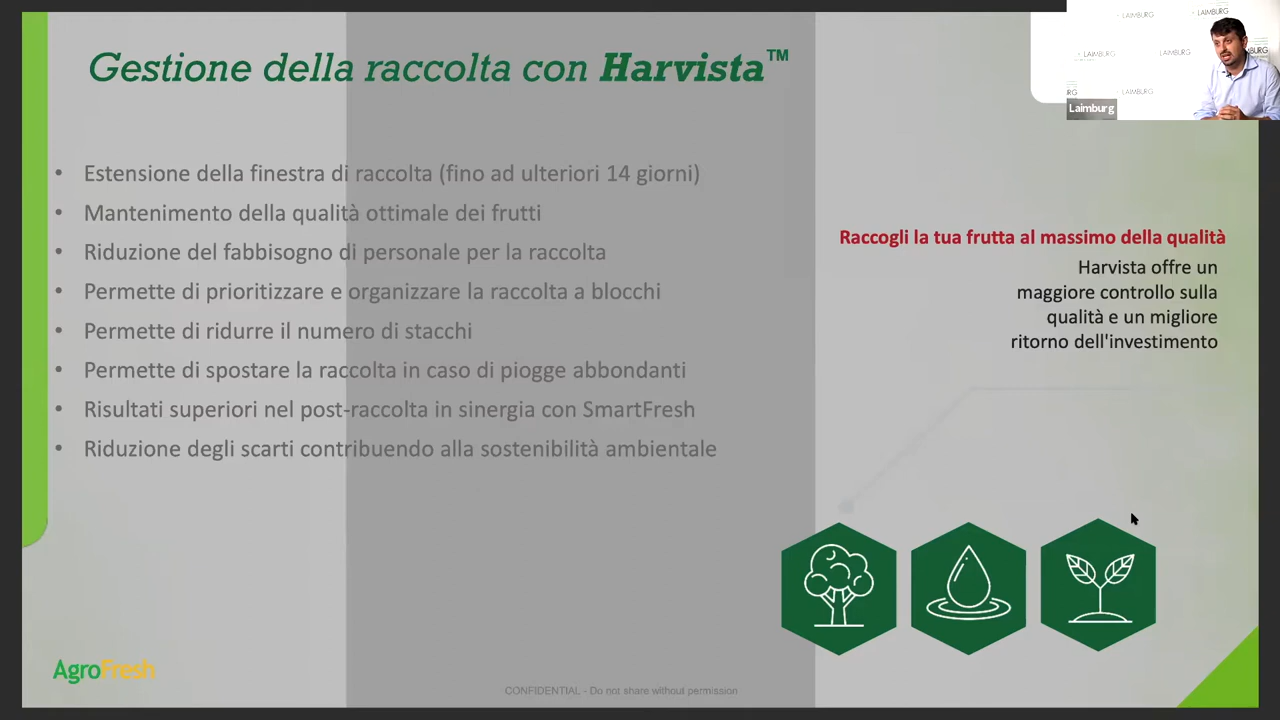 Gestione della raccolta con Harvista™
LAIMBURG
LAIMBURG
LAIMBURG
LAIMBURG
LAIMBURG
Laimburg
• Estensione della finestra di raccolta (fino ad ulteriori 14 giorni)
• Mantenimento della qualità ottimale dei frutti
• Riduzione del fabbisogno di personale per la raccolta
• Permette di prioritizzare e organizzare la raccolta a blocchi
• Permette di ridurre il numero di stacchi
• Permette di spostare la raccolta in caso di piogge abbondanti
• Risultati superiori nel post-raccolta in sinergia con SmartFresh
• Riduzione degli scarti contribuendo alla sostenibilità ambientale
Raccogli la tua frutta al massimo della qualità
Harvista offre un
maggiore controllo sulla
qualità e un migliore
ritorno dell'investimento
AgroFresh
CONFIDENTIAL - Do not share without permission